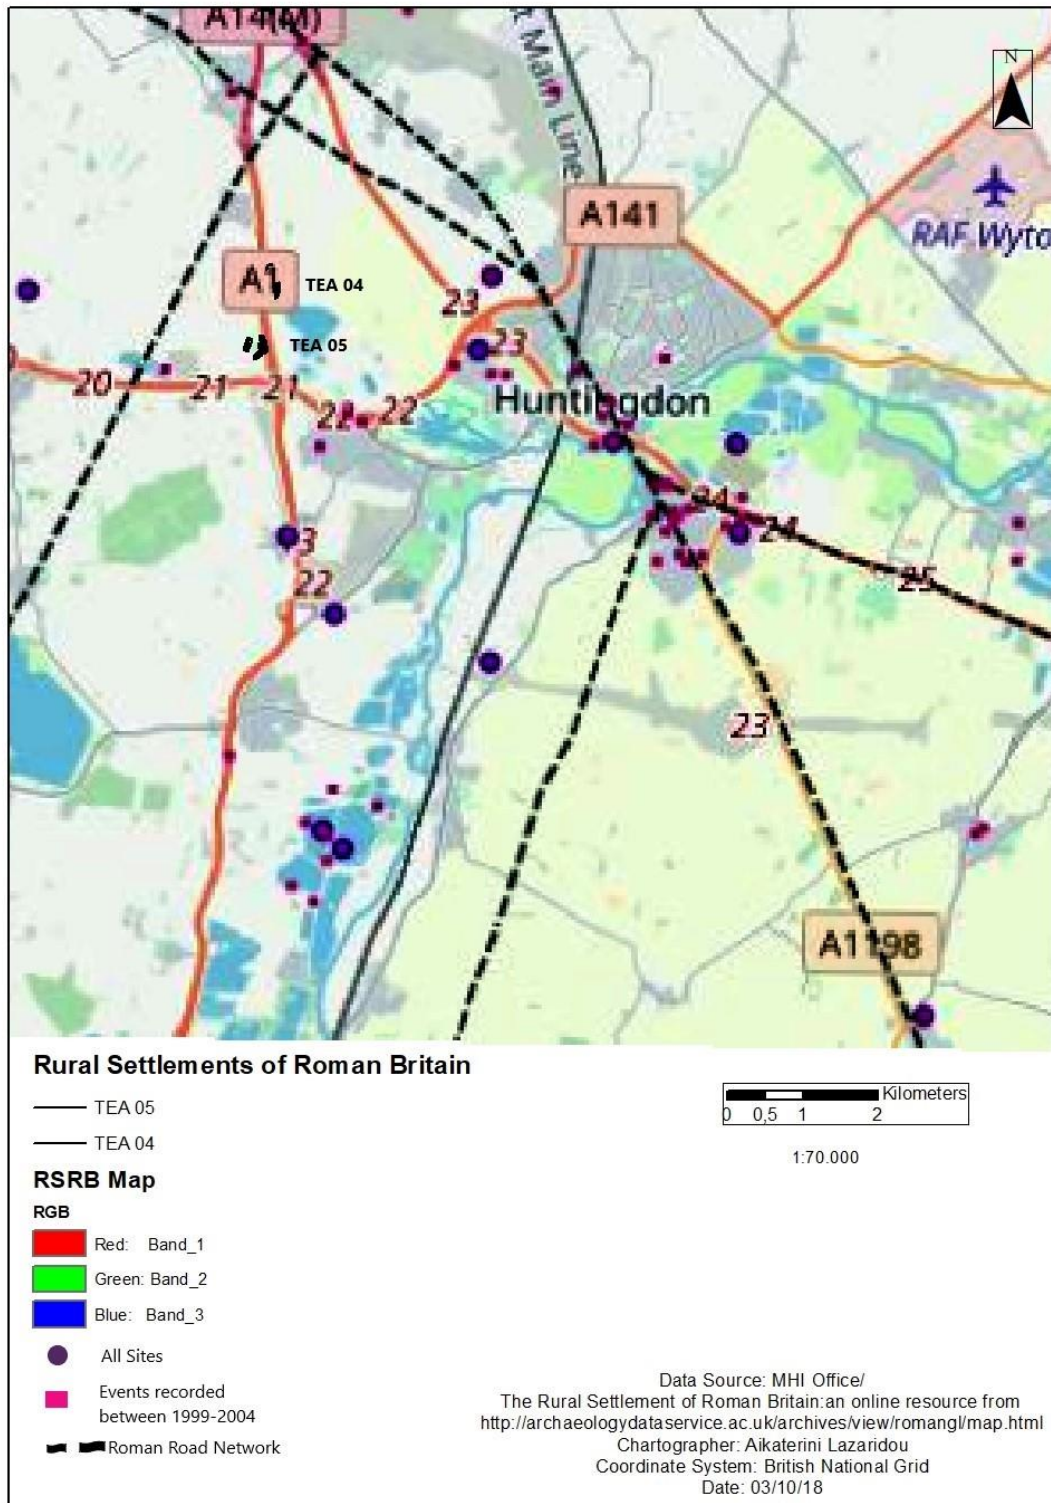 A14(M)
N
t Main Line
A141
RAF Wyto
A1
TEA 04
23
TEA 05
23
20
21
21
22
22
Huntingdon
24
24
3
25
22
23
A1198
Rural Settlements of Roman Britain
TEA 05
TEA 04
RSRB Map
RGB
Red: Band_1
Green: Band_2
Blue: Band_3
All Sites
Events recorded
between 1999-2004
Roman Road Network
Kilometers
0 0,5 1 2
1:70.000
Data Source: MHI Office/
The Rural Settlement of Roman Britain:an online resource from
http://archaeologydataservice.ac.uk/archives/view/romangl/map.html
Chartographer: Aikaterini Lazaridou
Coordinate System: British National Grid
Date: 03/10/18